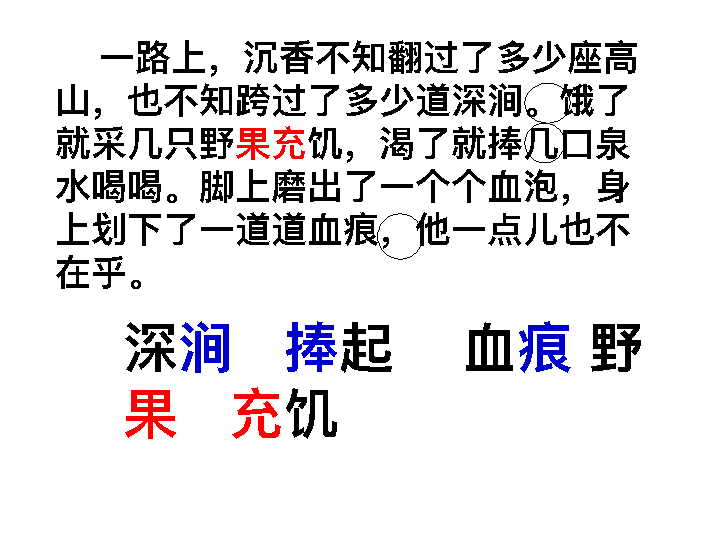 一路上，沉香不知翻过了多少座高
山，也不知跨过了多少道深涧。饿了
就采几只野果充饥，渴了就捧几口泉
水喝喝。脚上磨出了一个个血泡，身
上划下了一道道血痕，他一点儿也不
在乎。
深涧 捧起 血痕 野
果 充饥